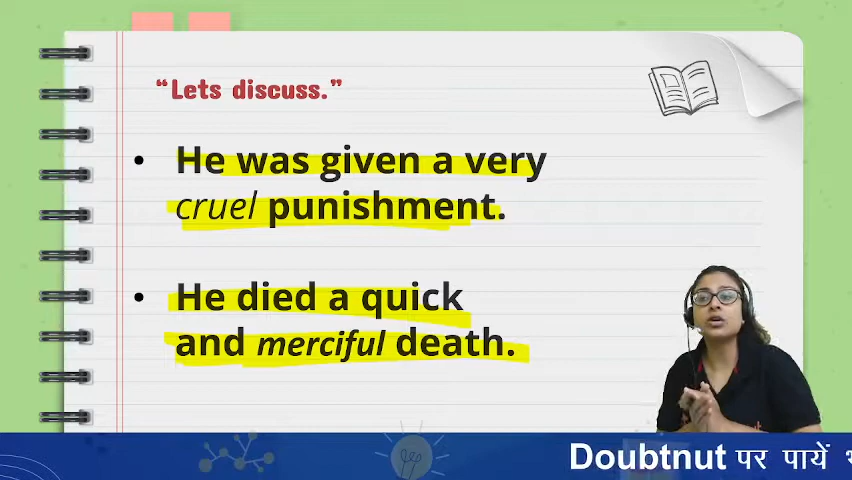 “Lets discuss.”
• He was given a very
cruel punishment.
• He died a quick
and merciful death.
Doubtnut पर पायें